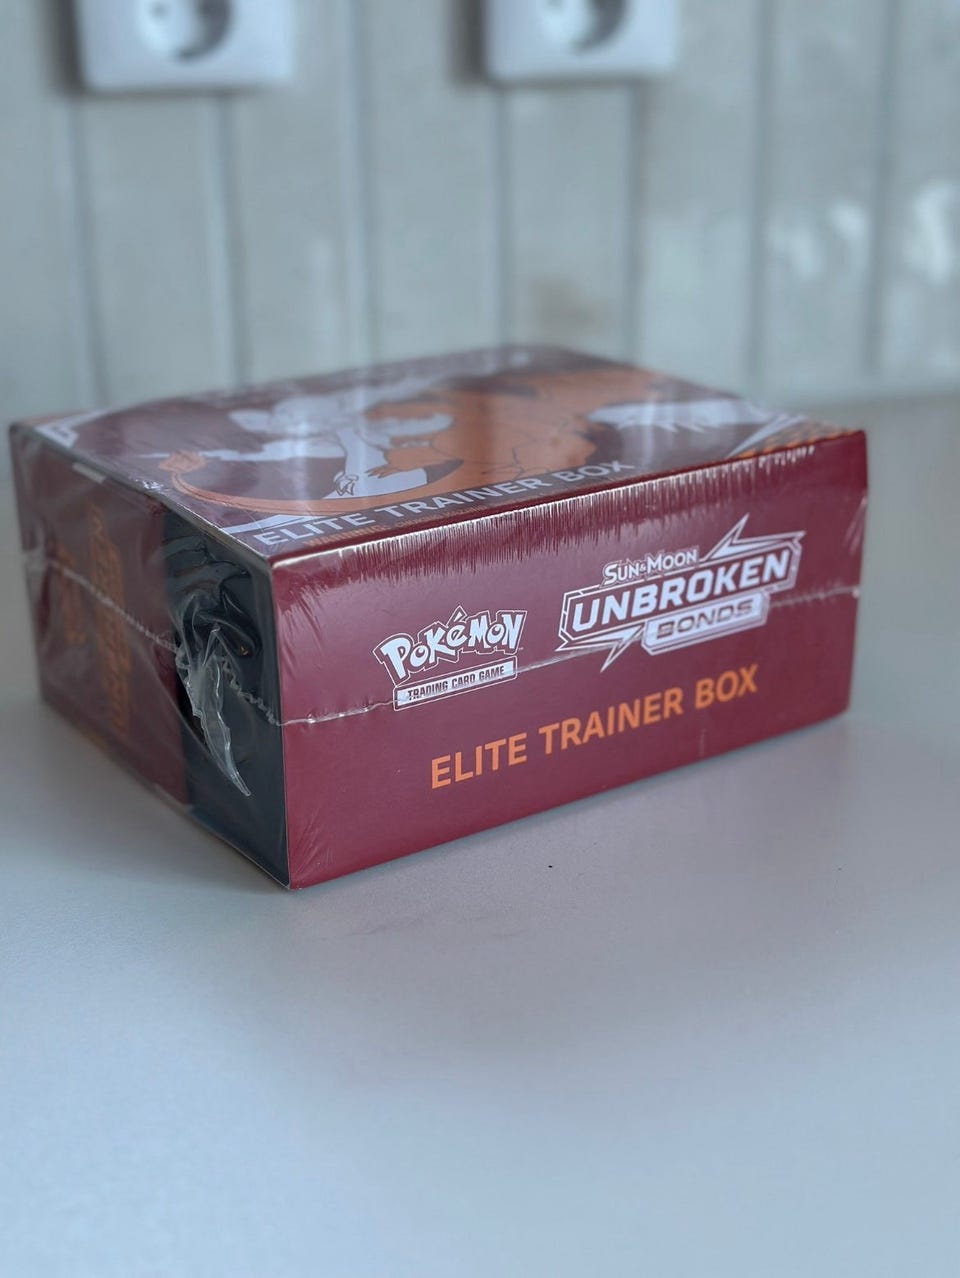 ELITE TRAINER BOX
SUN & MOON
UNBROKEN
BONDS
POKéMON
TRADING CARD GAME
ELITE TRAINER BOX